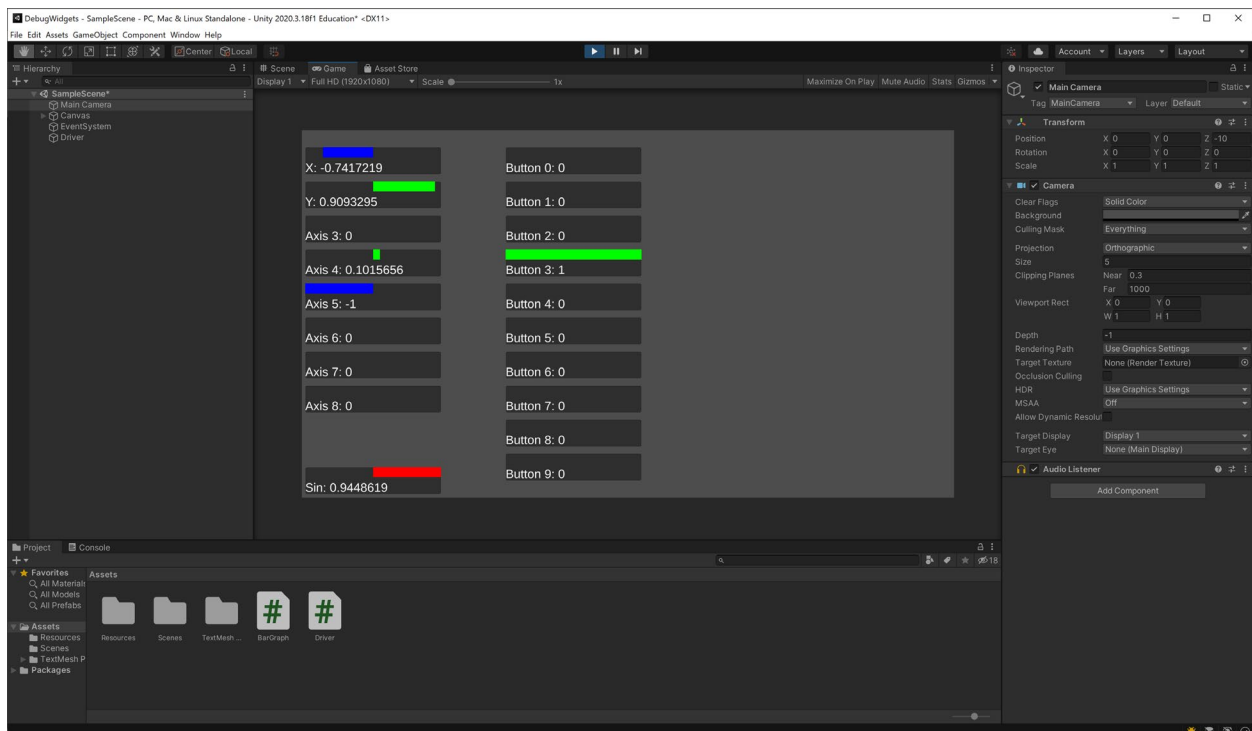 DebugWidgets - SampleScene - PC, Mac & Linux Standalone - Unity 2020.3.18f1 Education* <DX11>
File Edit Assets GameObject Component Window Help
Center Local
Account Layers Layout
Hierarchy
All
SampleScene*
Main Camera
Canvas
EventSystem
Driver
Scene Game Asset Store
Display 1 Full HD (1920x1080) Scale 1x Maximize On Play Mute Audio Stats Gizmos
X: -0.7417219
Y: 0.9093295
Axis 3: 0
Axis 4: 0.1015656
Axis 5: -1
Axis 6: 0
Axis 7: 0
Axis 8: 0
Sin: 0.9448619
Button 0: 0
Button 1: 0
Button 2: 0
Button 3: 1
Button 4: 0
Button 5: 0
Button 6: 0
Button 7: 0
Button 8: 0
Button 9: 0
Inspector
Main Camera Static
Tag MainCamera Layer Default
Transform
Position X 0 Y 0 Z -10
Rotation X 0 Y 0 Z 0
Scale X 1 Y 1 Z 1
Camera
Clear Flags Solid Color
Background
Culling Mask Everything
Projection Orthographic
Size 5
Clipping Planes Near 0.3
Far 1000
Viewport Rect X 0 Y 0
W 1 H 1
Depth -1
Rendering Path Use Graphics Settings
Target Texture None (Render Texture)
Occlusion Culling
HDR Use Graphics Settings
MSAA Off
Allow Dynamic Resolut
Target Display Display 1
Target Eye None (Main Display)
Audio Listener
Add Component
Project Console
18
Favorites
All Materials
All Models
All Prefabs
Assets
Resources
Scenes
TextMesh P
Packages
Assets
Resources Scenes TextMesh ... BarGraph Driver